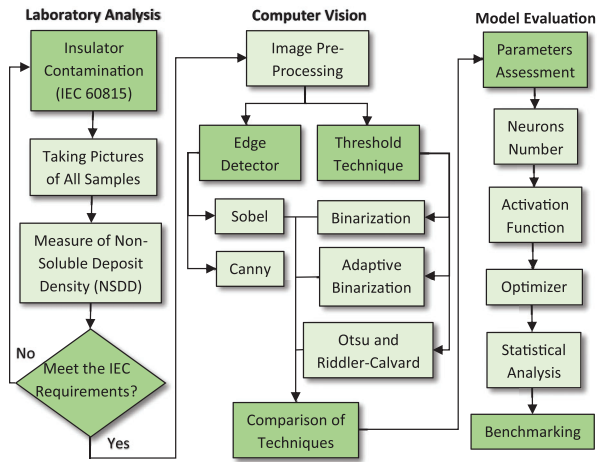 Laboratory Analysis
Insulator
Contamination
(IEC 60815)
Taking Pictures
of All Samples
Measure of Non-
Soluble Deposit
Density (NSDD)
No
Meet the IEC
Requirements?
Yes
Computer Vision
Image Pre-
Processing
Edge
Detector
Threshold
Technique
Sobel
Binarization
Canny
Adaptive
Binarization
Otsu and
Riddler-Calvard
Comparison of
Techniques
Model Evaluation
Parameters
Assessment
Neurons
Number
Activation
Function
Optimizer
Statistical
Analysis
Benchmarking